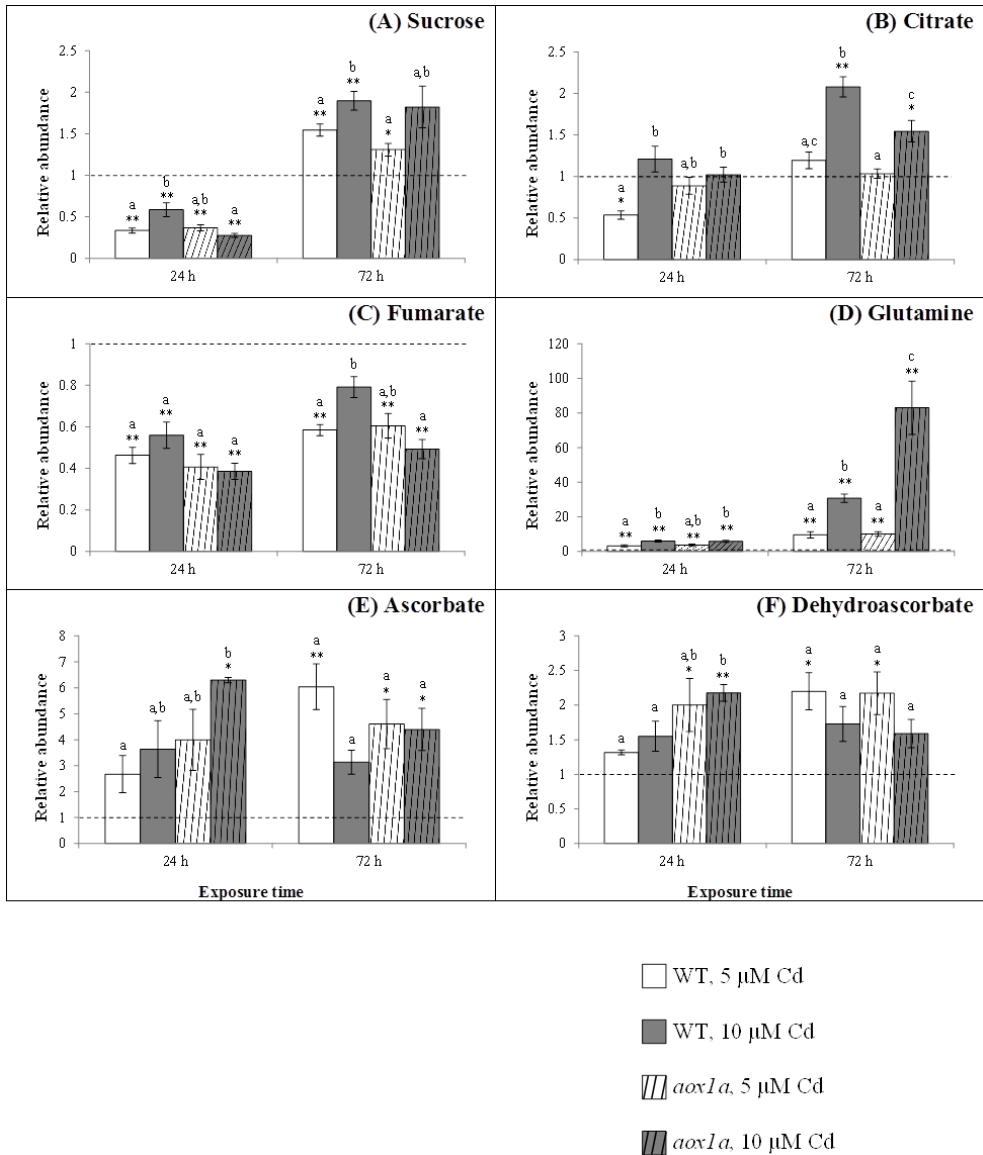 (A) Sucrose
Relative abundance
2.5
2
1.5
1
0.5
0
a
**
b
**
a,b
**
a
**
a
**
b
**
a
*
a,b
24 h
72 h
(B) Citrate
Relative abundance
2.5
2
1.5
1
0.5
0
a
*
b
a,b
b
a,c
b
**
a
c
*
24 h
72 h
(C) Fumarate
Relative abundance
1
0.8
0.6
0.4
0.2
0
a
**
a
**
a
**
a
**
a
**
b
a,b
**
a
**
24 h
72 h
(D) Glutamine
Relative abundance
120
100
80
60
40
20
0
a
**
b
**
a,b
**
b
**
a
**
b
**
a
**
c
**
24 h
72 h
(E) Ascorbate
Relative abundance
8
7
6
5
4
3
2
1
0
a
a,b
a,b
b
*
a
**
a
a
*
a
*
24 h
72 h
Exposure time
(F) Dehydroascorbate
Relative abundance
3
2.5
2
1.5
1
0.5
0
a
a
a,b
*
b
**
a
*
a
a
*
a
24 h
72 h
Exposure time
WT, 5 μM Cd
WT, 10 μM Cd
aox1a, 5 μM Cd
aox1a, 10 μM Cd